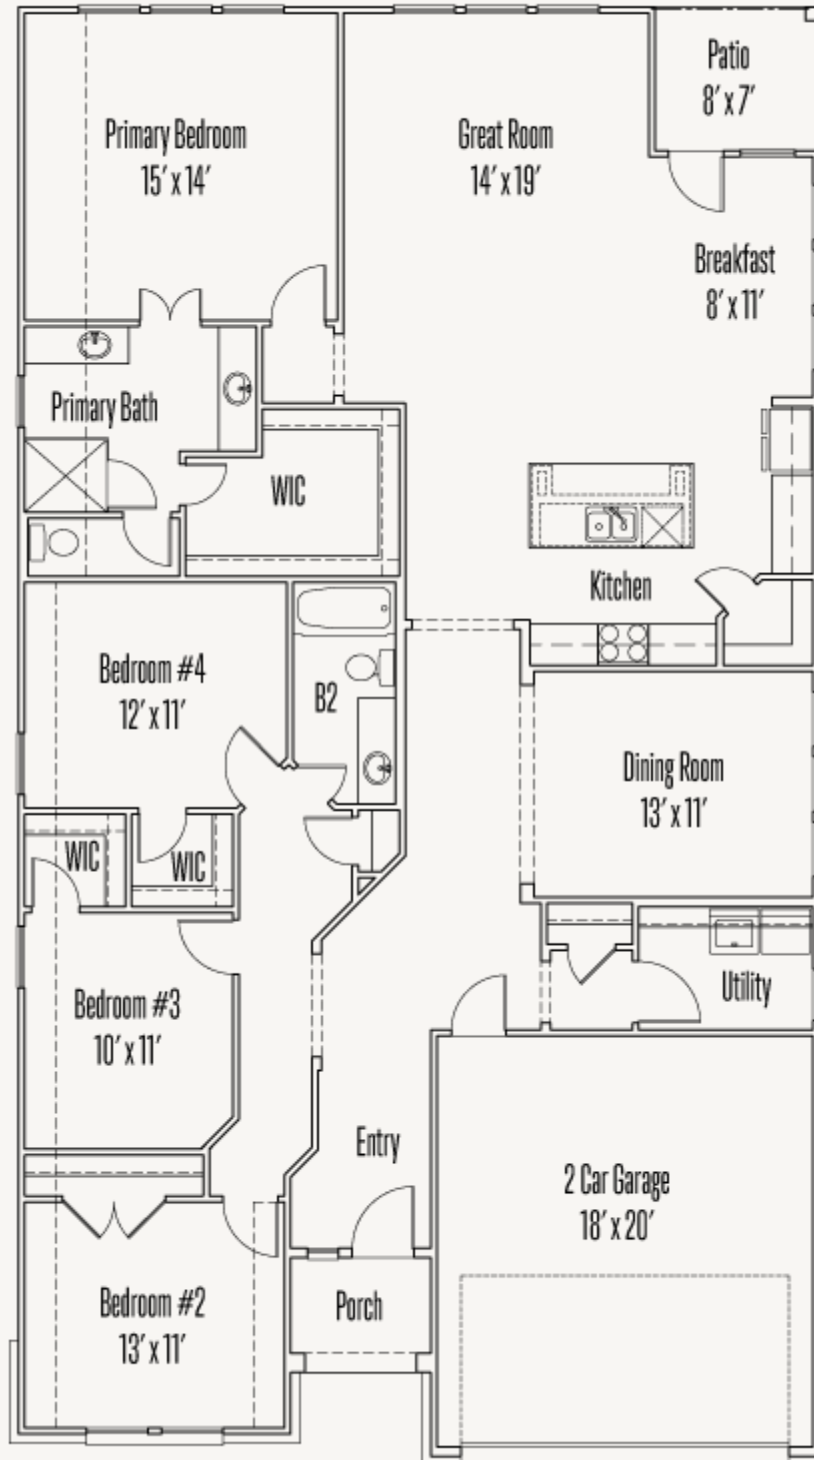 Patio
8′ x 7′
Primary Bedroom
15′ x 14′
Great Room
14′ x 19′
Breakfast
8′ x 11′
Primary Bath
WIC
Kitchen
Bedroom #4
12′ x 11′
B2
Dining Room
13′ x 11′
WIC
WIC
Utility
Bedroom #3
10′ x 11′
Entry
2 Car Garage
18′ x 20′
Bedroom #2
13′ x 11′
Porch